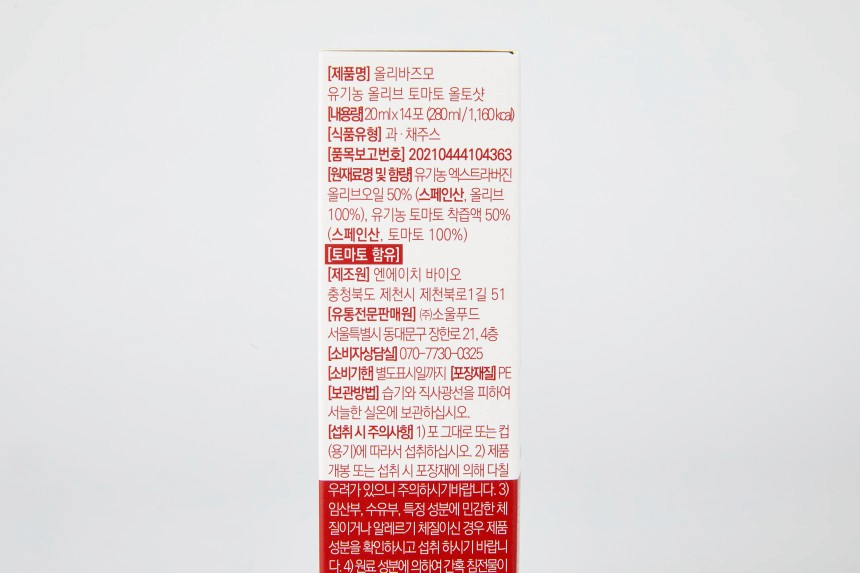 [제품명] 올리바즈모
유기농 올리브 토마토 올토샷
[내용량] 20ml x 14포 (280ml / 1,160kcal)
[식품유형] 과·채주스
[품목보고번호] 20210444104363
[원재료명 및 함량] 유기농 엑스트라버진
올리브오일 50% (스페인산, 올리브
100%), 유기농 토마토 착즙액 50%
(스페인산, 토마토 100%)
[토마토 함유]
[제조원] 엔에이치 바이오
충청북도 제천시 제천북로1길 51
[유통전문판매원] ㈜소울푸드
서울특별시 동대문구 장한로 21, 4층
[소비자상담실] 070-7730-0325
[소비기한] 별도표시일까지 [포장재질] PE
[보관방법] 습기와 직사광선을 피하여
서늘한 실온에 보관하십시오.
[섭취 시 주의사항] 1) 포 그대로 또는 컵
(용기)에 따라서 섭취하십시오. 2) 제품
개봉 또는 섭취 시 포장재에 의해 다칠
우려가 있으니 주의하시기바랍니다. 3)
임산부, 수유부, 특정 성분에 민감한 체
질이거나 알레르기 체질이신 경우 제품
성분을 확인하시고 섭취 하시기 바랍니
다. 4) 원료 성분에 의하여 간혹 침전물이